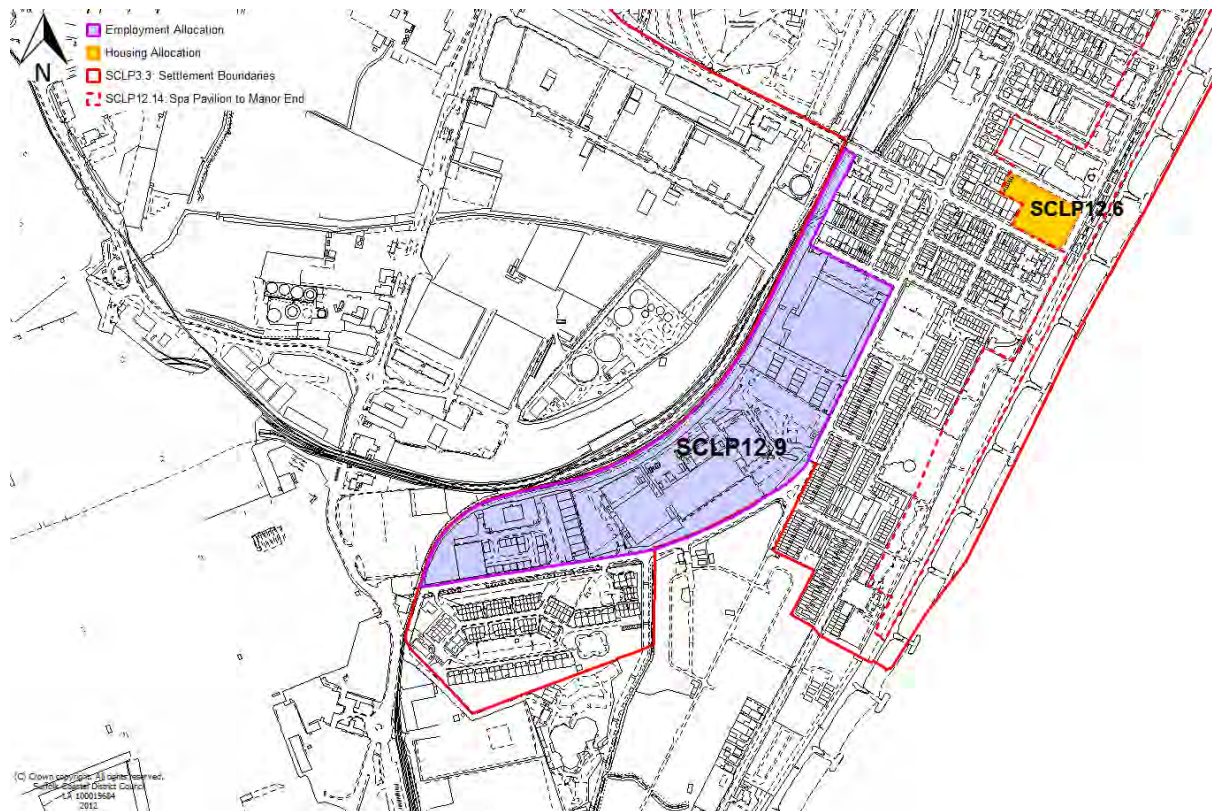 Employment Allocation
Housing Allocation
SCLP3.3: Settlement Boundaries
SCLP12.14: Spa Pavilion to Manor End
N
SCLP12.6
SCLP12.9
(C) Crown copyright. All rights reserved.
Suffolk Coastal District Council
LA 100019684
2012